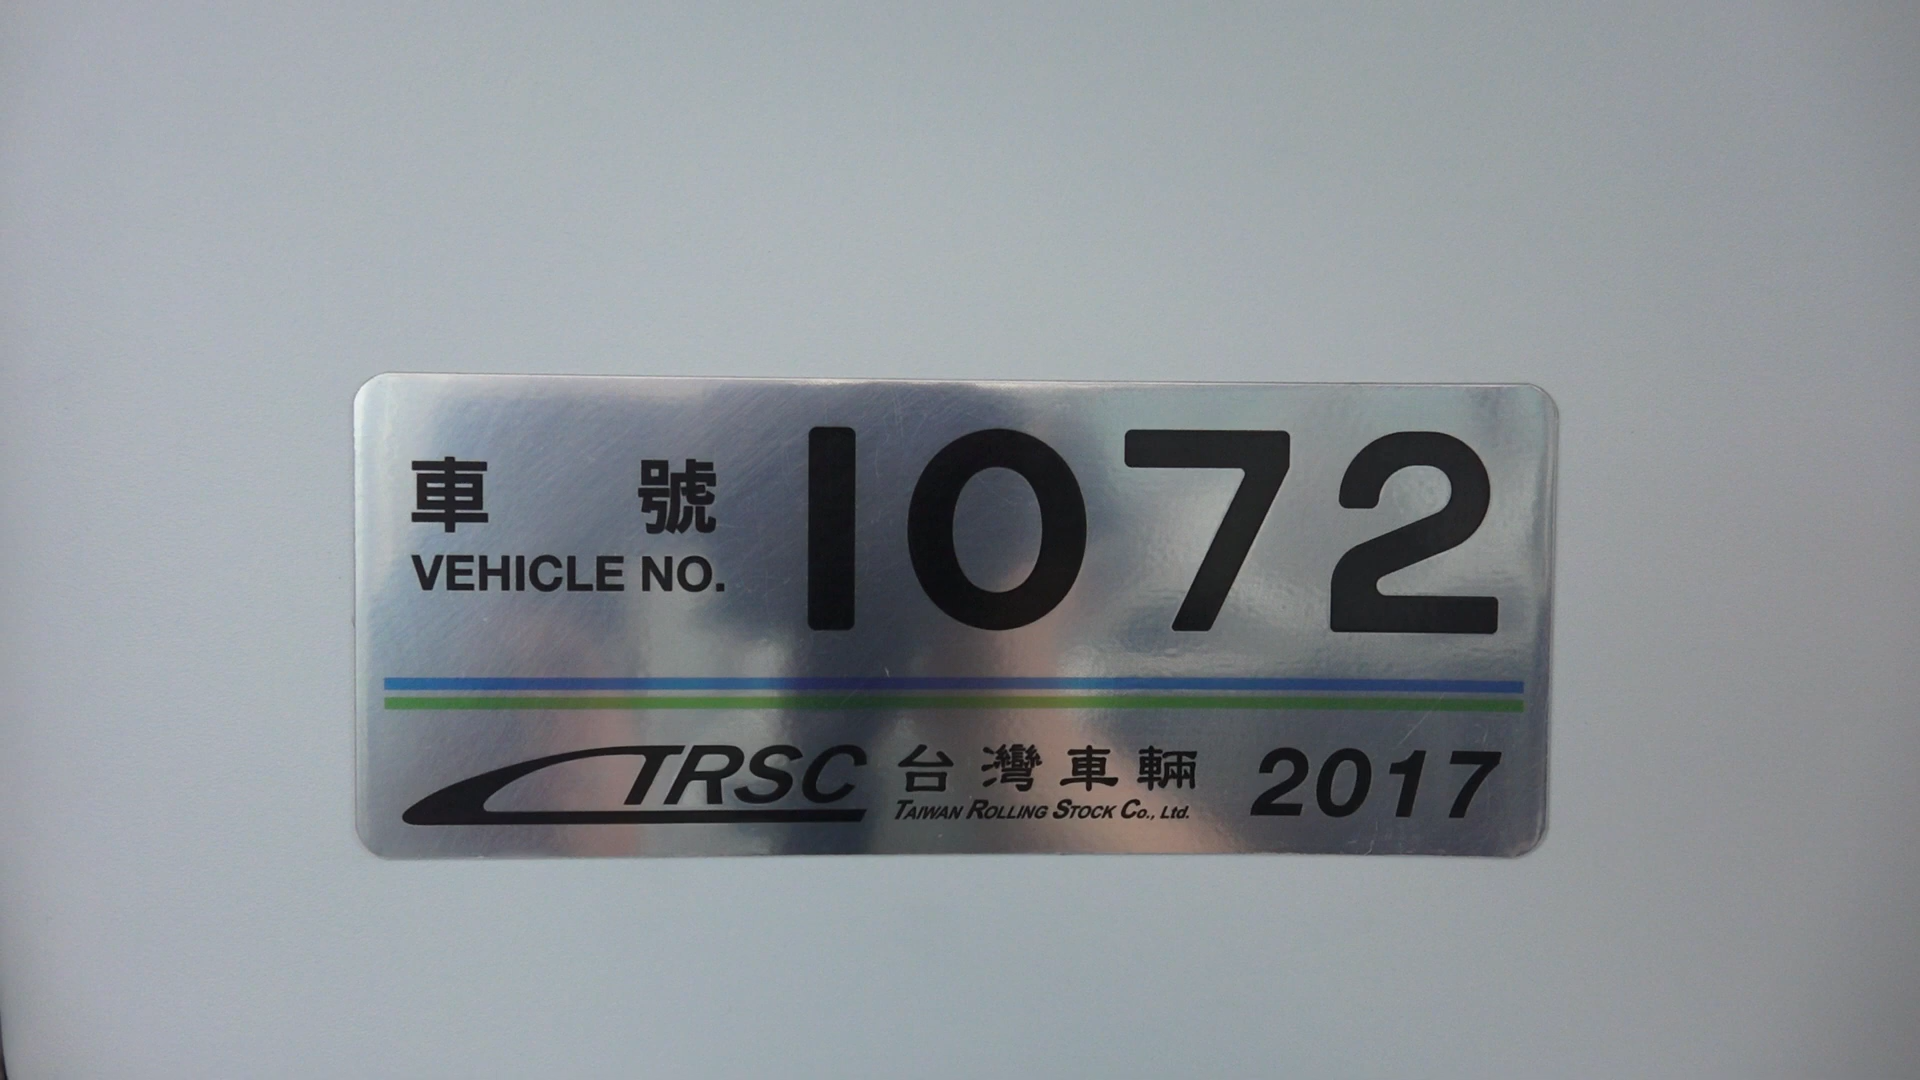 車號 1072
VEHICLE NO.
TRSC 台灣車輛 2017
TAIWAN ROLLING STOCK CO., Ltd.